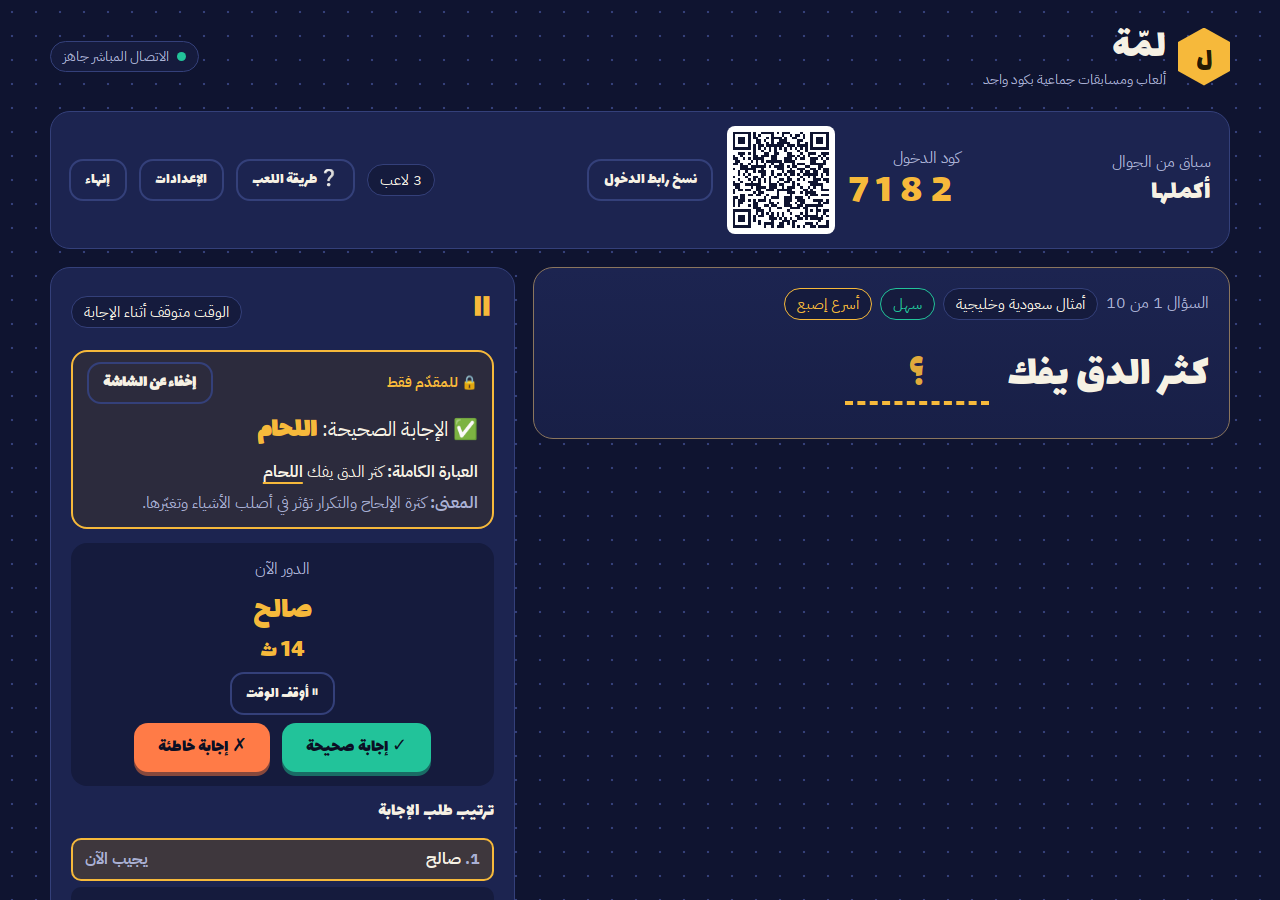 ل
لمّة
ألعاب ومسابقات جماعية بكود واحد
الاتصال المباشر جاهز
سباق من الجوال
أكملها
كود الدخول
7182
نسخ رابط الدخول
3 لاعب
❔ طريقة اللعب
الإعدادات
إنهاء
السؤال 1 من 10
أمثال سعودية وخليجية
سهل
أسرع إصبع
كثر الدق يفك ؟
⏸
الوقت متوقف أثناء الإجابة
🔒 للمقدّم فقط
إخفاء عن الشاشة
✅ الإجابة الصحيحة: اللحام
العبارة الكاملة: كثر الدق يفك اللحام
المعنى: كثرة الإلحاح والتكرار تؤثر في أصلب الأشياء وتغيّرها.
الدور الآن
صالح
14 ث
⏸ أوقف الوقت
✓ إجابة صحيحة
✗ إجابة خاطئة
ترتيب طلب الإجابة
1. صالح
يجيب الآن